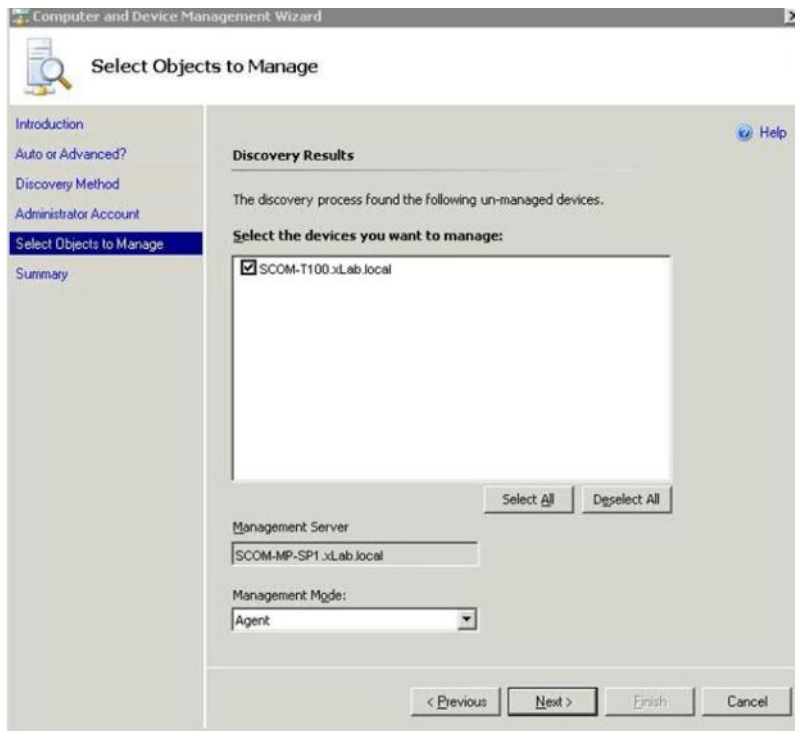 Computer and Device Management Wizard
Select Objects to Manage
Introduction
Auto or Advanced?
Discovery Method
Administrator Account
Select Objects to Manage
Summary
Help
Discovery Results
The discovery process found the following un-managed devices.
Select the devices you want to manage:
SCOM-T100.xLab.local
Select All
Deselect All
Management Server
SCOM-MP-SP1.xLab.local
Management Mode:
Agent
< Previous
Next >
Finish
Cancel